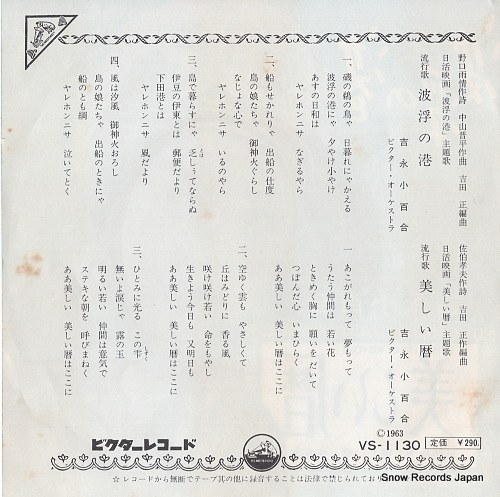 野口雨情作詩 中山晋平作曲 吉田 正編曲
日活映画「波浮の港」主題歌
流行歌 波浮の港
吉永小百合
ビクター・オーケストラ
一、磯の鵜の鳥ゃ 日暮れにゃかえる
波浮の港にゃ 夕やけ小やけ
あすの日和は
ヤレホンニサ なぎるやら
二、船もせかれりゃ 出船の仕度
島の娘たちゃ 御神火ぐらし
なじょな心で
ヤレホンニサ いるのやら
三、島で暮らすにゃ 乏しゅうてならぬ
とぼ
伊豆の伊東とは 郵便だより
下田港とは
ヤレホンニサ 風だより
四、風は汐風 御神火おろし
島の娘たちゃ 出船のときにゃ
船のとも綱
ヤレホンニサ 泣いてとく
佐伯孝夫作詩 吉田 正作編曲
日活映画「美しい暦」主題歌
流行歌 美しい暦
吉永小百合
ビクター・オーケストラ
一 あこがれもって 夢もって
うたう仲間は 若い花
ときめく胸に 願いをだいて
つぼんだ心 いまひらく
ああ美しい 美しい暦はここに
二、空ゆく雲も やさしくて
丘はみどりに 香る風
咲け咲け若い 命をもやし
生きよう今日も 又明日も
ああ美しい 美しい暦はここに
三、ひとみに光る この雫
しずく
無いよ涙じゃ 露の玉
明るい若い 仲間は意気で
ステキな朝を 呼びまねく
ああ美しい 美しい暦はここに
ビクターレコード
Ⓒ1963
VS-1130 定価 ¥290.
☆レコードから無断でテープ其の他に録音することは法律で禁じられており
Snow Records Japan